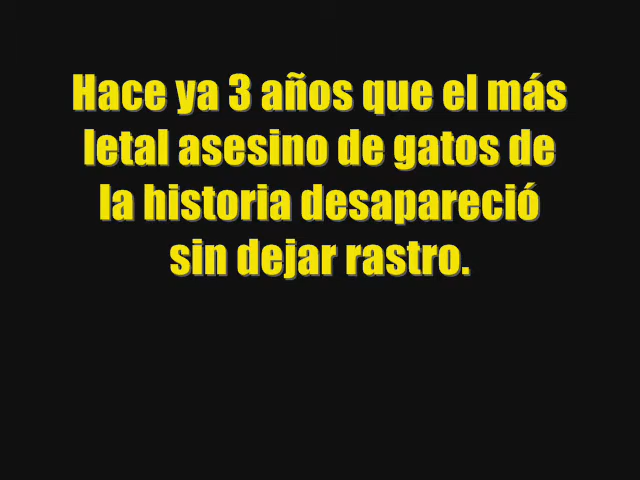 Hace ya 3 años que el más
letal asesino de gatos de
la historia desapareció
sin dejar rastro.